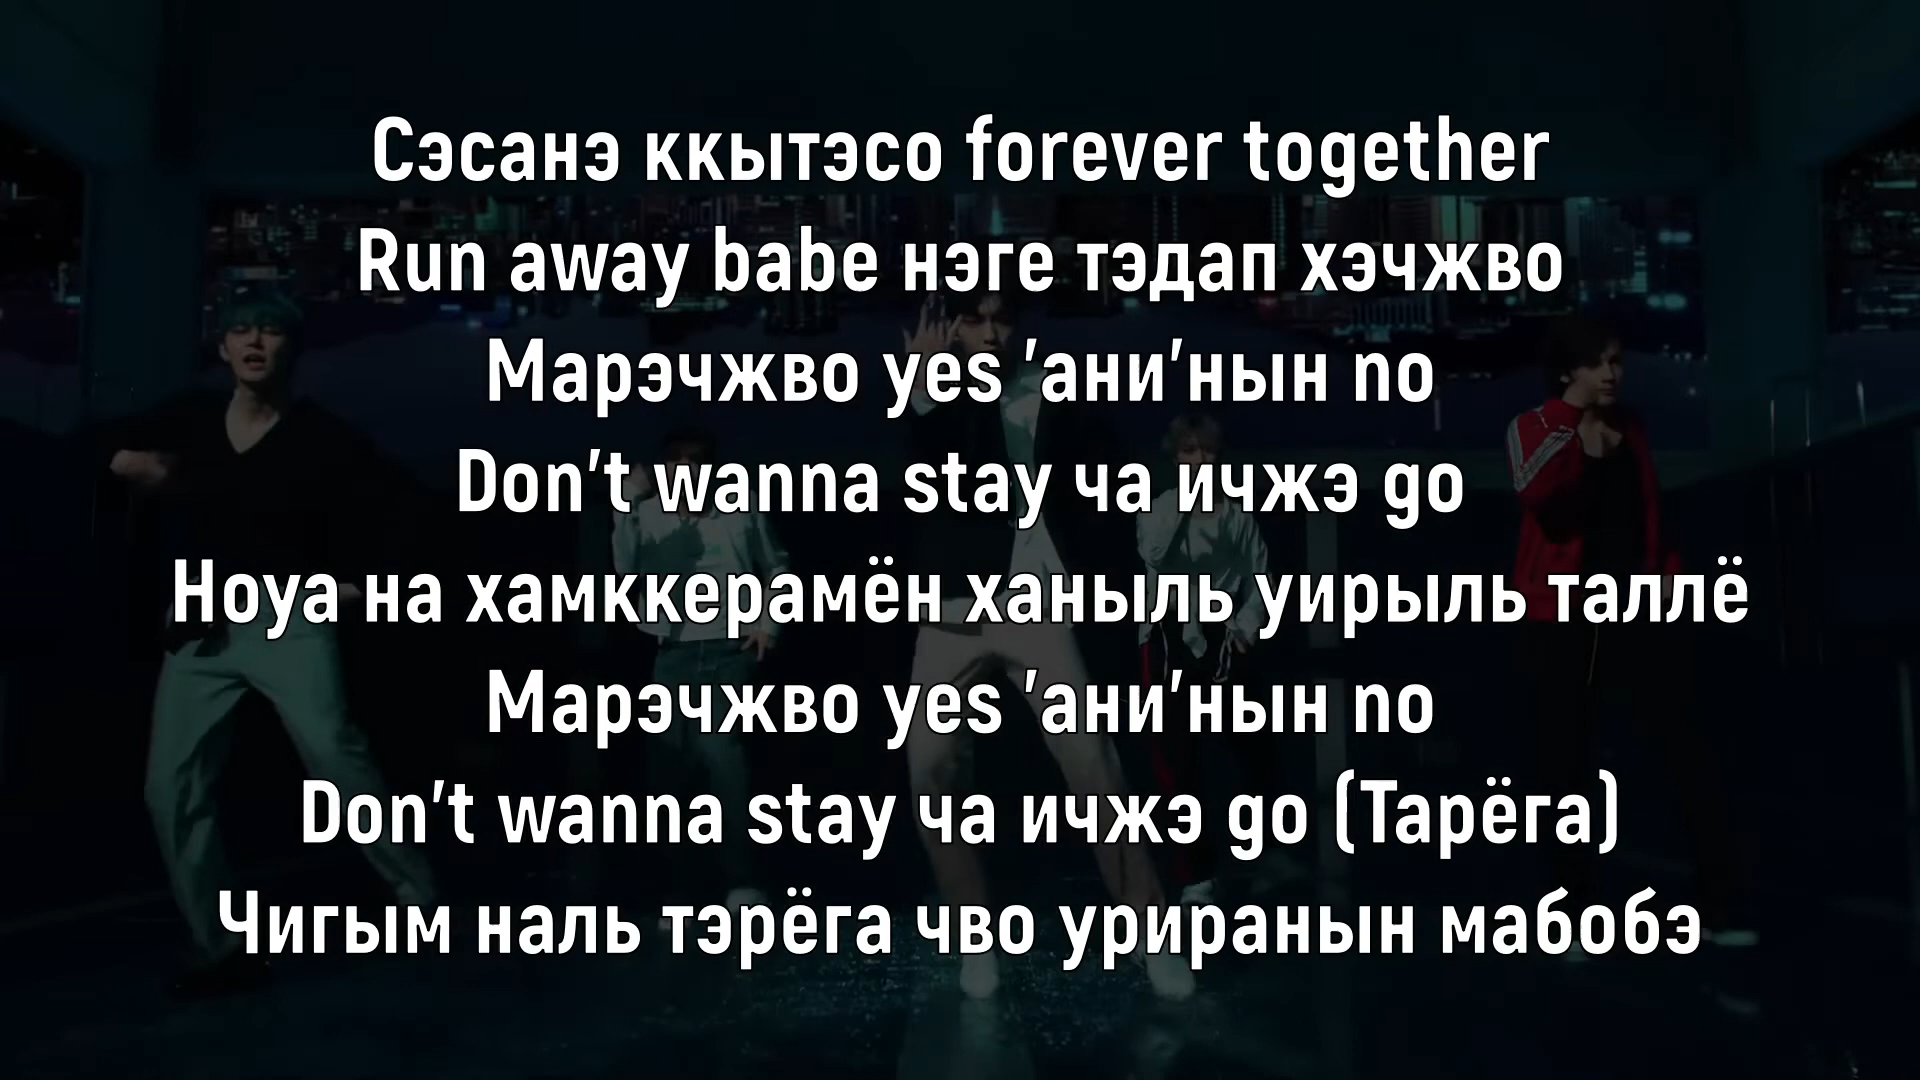 Сэсанэ ккытэсо forever together
Run away babe нэге тэдап хэчжво
Марэчжво yes 'ани'нын no
Don't wanna stay ча ичжэ go
Ноуа на хамккерамён ханыль уирыль таллё
Марэчжво yes 'ани'нын no
Don't wanna stay ча ичжэ go (Тарёга)
Чигым наль тэрёга чво уриранын мабобэ